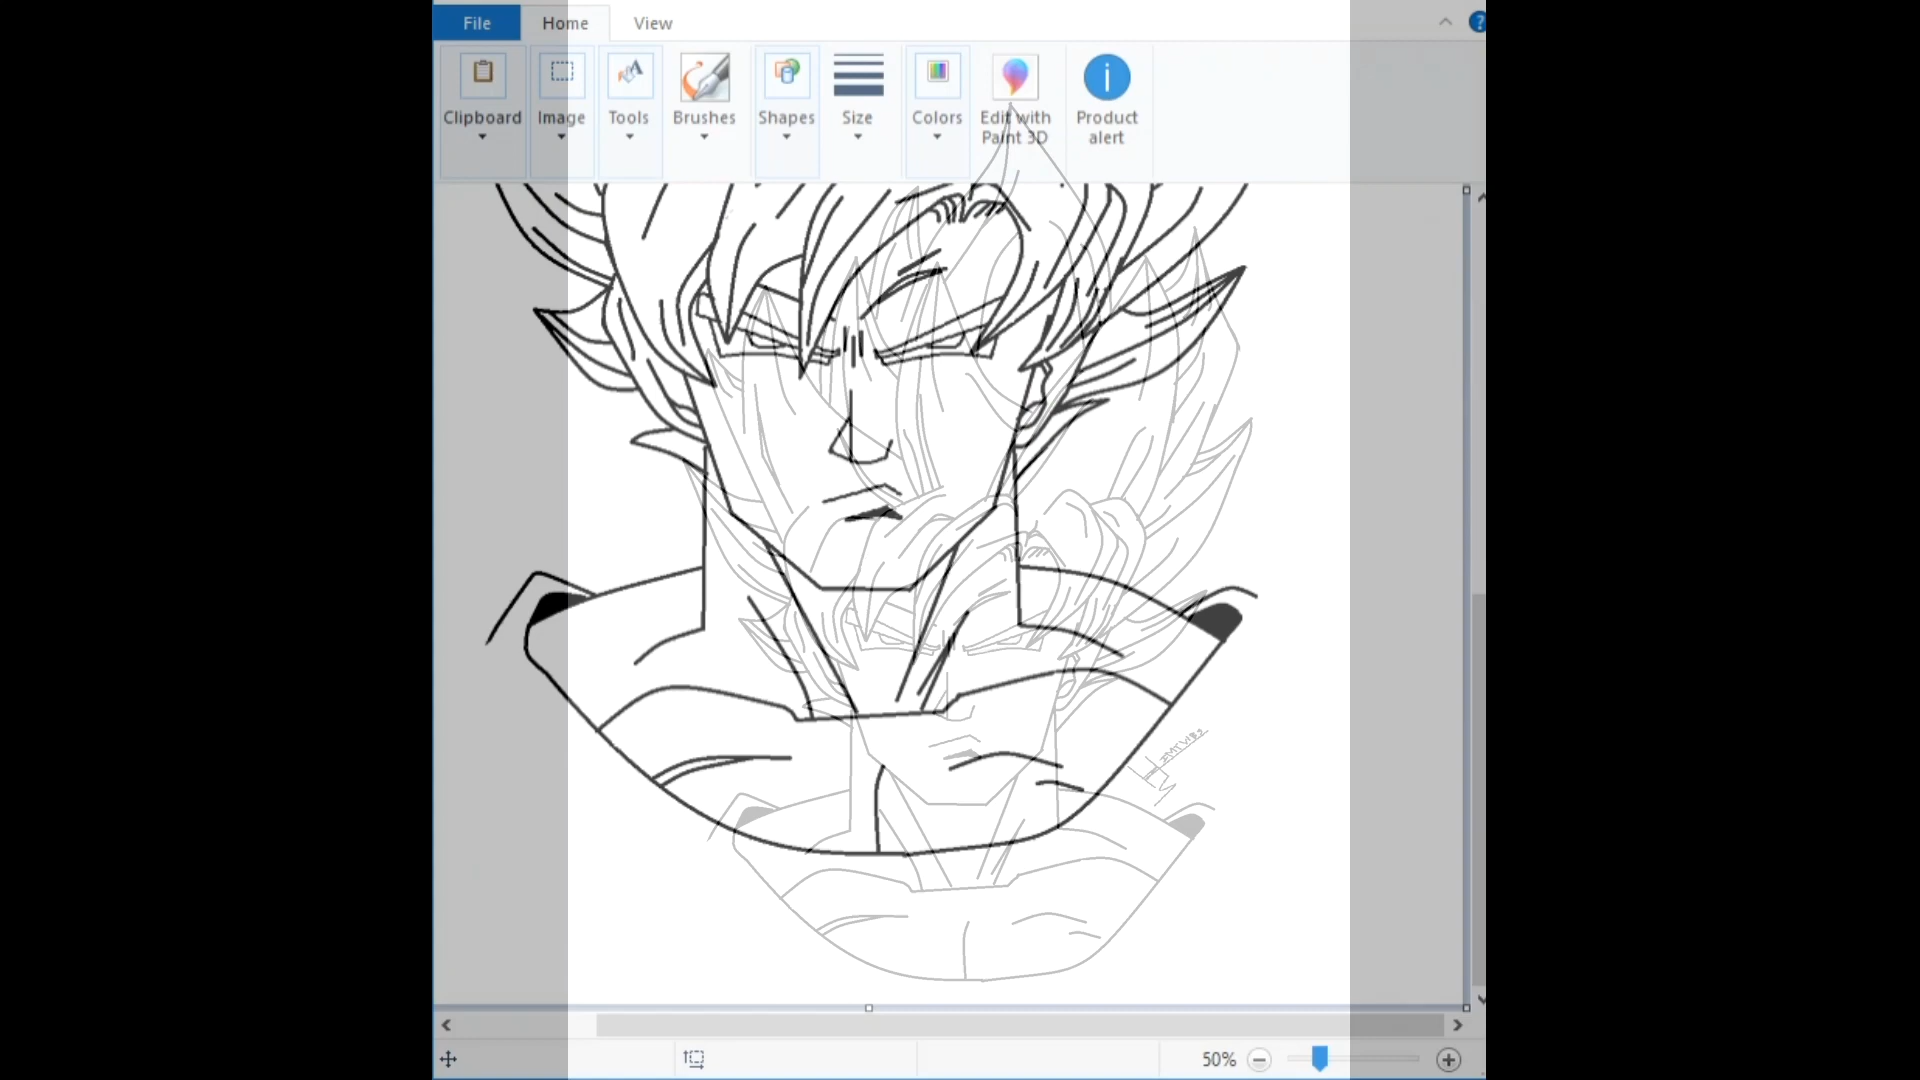 File Home View
Clipboard Image Tools Brushes Shapes Size Colors Edit with Paint 3D Product alert
50%